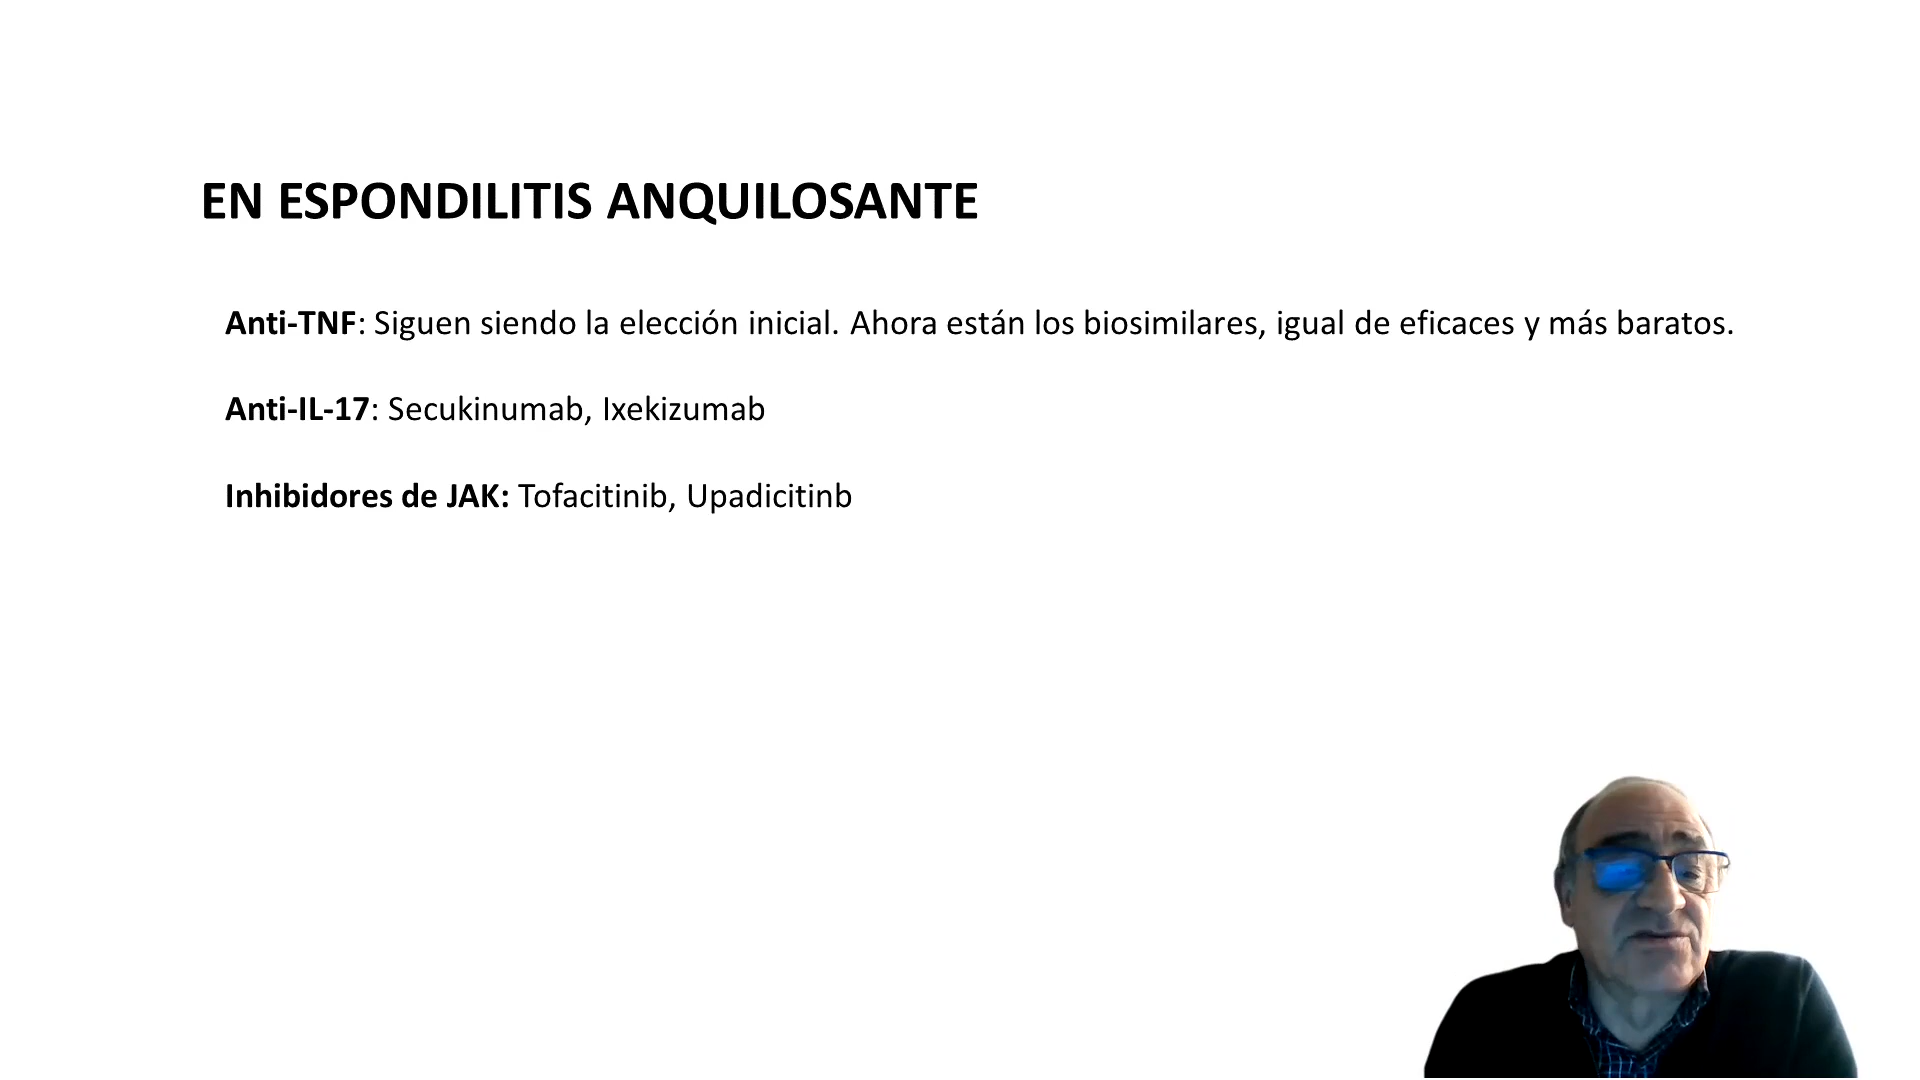 EN ESPONDILITIS ANQUILOSANTE
Anti-TNF: Siguen siendo la elección inicial. Ahora están los biosimilares, igual de eficaces y más baratos.
Anti-IL-17: Secukinumab, Ixekizumab
Inhibidores de JAK: Tofacitinib, Upadicitinb